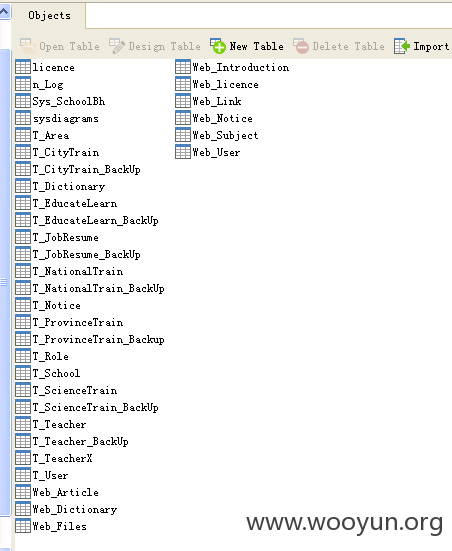 Objects
Open Table Design Table New Table Delete Table Import
licence
n_Log
Sys_SchoolBh
sysdiagrams
T_Area
T_CityTrain
T_CityTrain_BackUp
T_Dictionary
T_EducateLearn
T_EducateLearn_BackUp
T_JobResume
T_JobResume_BackUp
T_NationalTrain
T_NationalTrain_BackUp
T_Notice
T_ProvinceTrain
T_ProvinceTrain_Backup
T_Role
T_School
T_ScienceTrain
T_ScienceTrain_BackUp
T_Teacher
T_Teacher_BackUp
T_TeacherX
T_User
Web_Article
Web_Dictionary
Web_Files
Web_Introduction
Web_licence
Web_Link
Web_Notice
Web_Subject
Web_User
www.wooyun.org